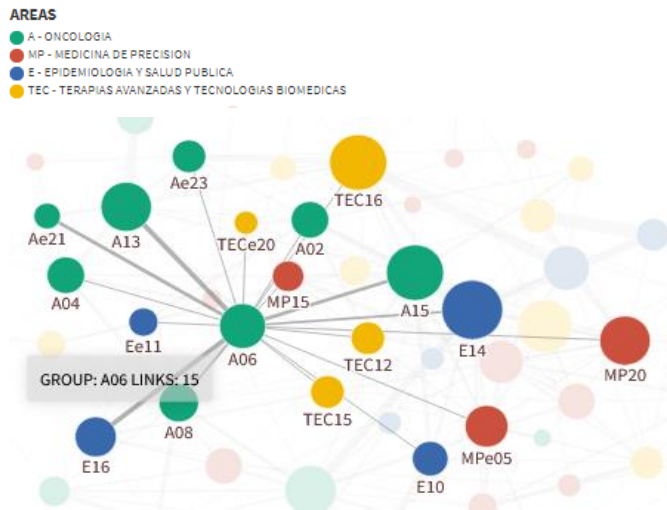 AREAS
A - ONCOLOGIA
MP - MEDICINA DE PRECISION
E - EPIDEMIOLOGIA Y SALUD PUBLICA
TEC - TERAPIAS AVANZADAS Y TECNOLOGIAS BIOMEDICAS
Ae23
TEC16
Ae21
A13
TECe20
A02
A04
MP15
A15
Ee11
A06
TEC12
E14
MP20
GROUP: A06 LINKS: 15
A08
TEC15
MPe05
E16
E10